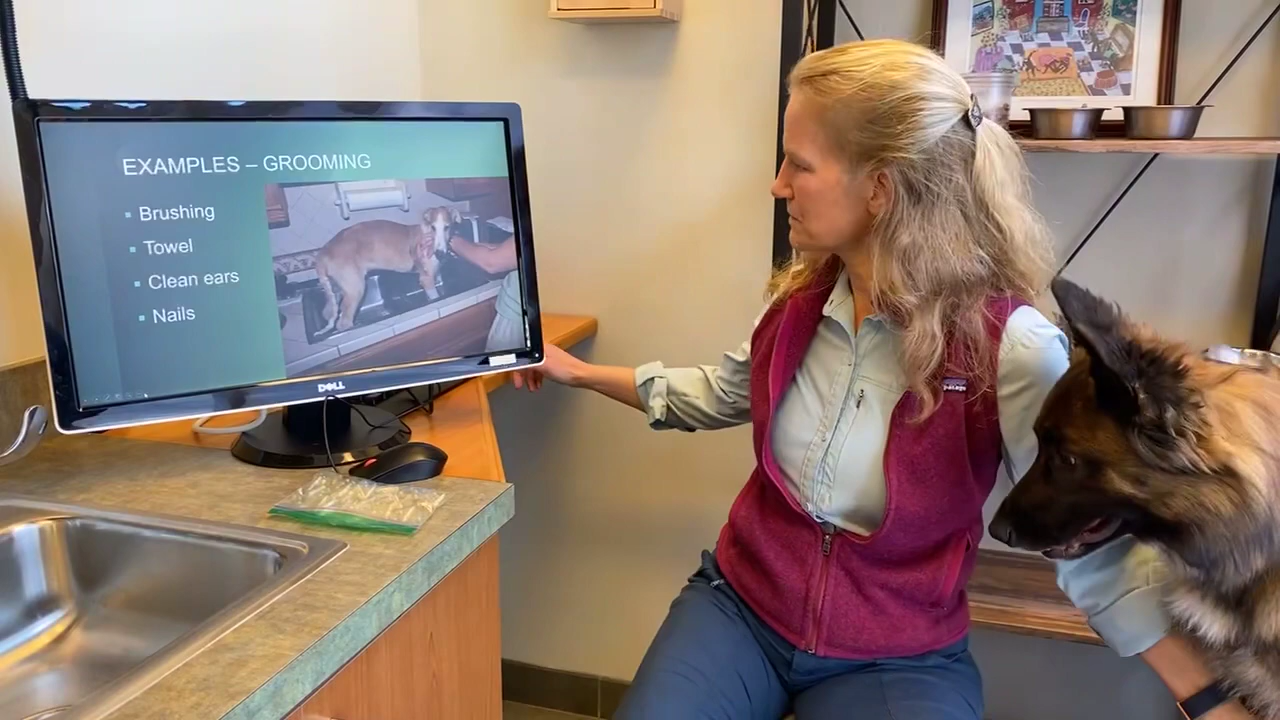 EXAMPLES – GROOMING
▪ Brushing
▪ Towel
▪ Clean ears
▪ Nails
DELL